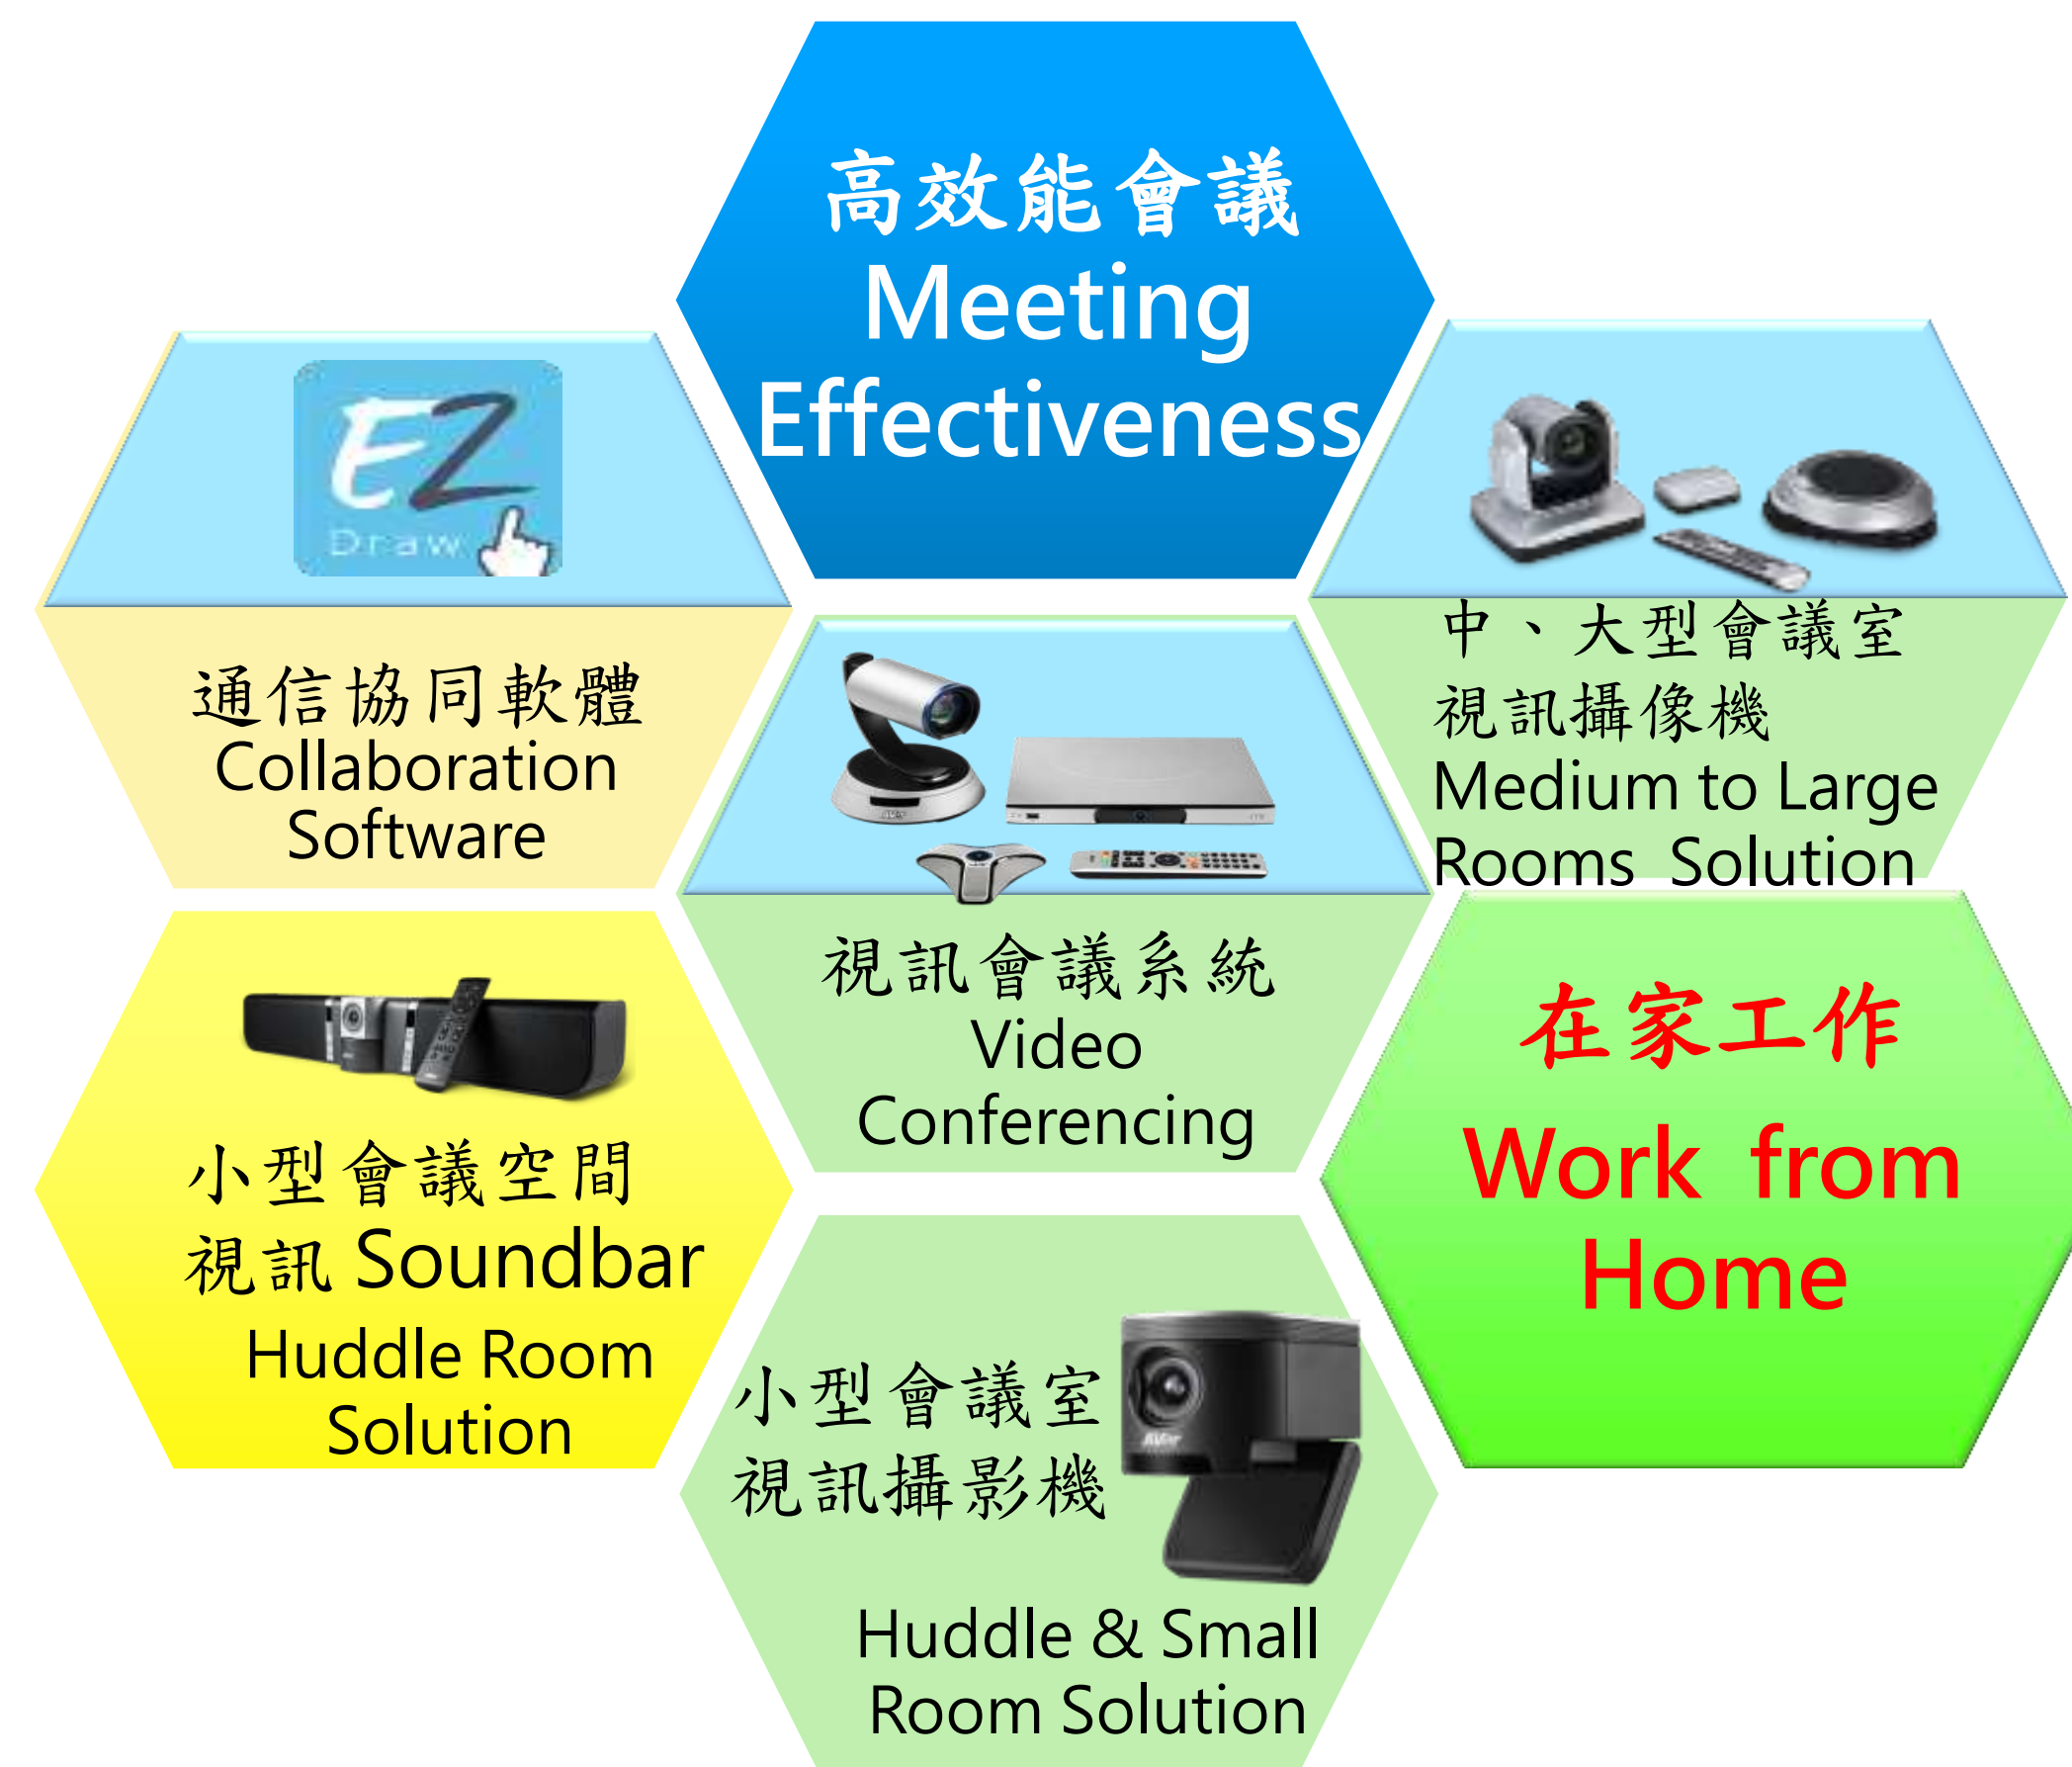 高效能會議
Meeting
Effectiveness
EZ
Draw
通信協同軟體
Collaboration
Software
中、大型會議室
視訊攝像機
Medium to Large
Rooms Solution
視訊會議系統
Video
Conferencing
小型會議空間
視訊 Soundbar
Huddle Room
Solution
在家工作
Work from
Home
小型會議室
視訊攝影機
AVer
Huddle & Small
Room Solution